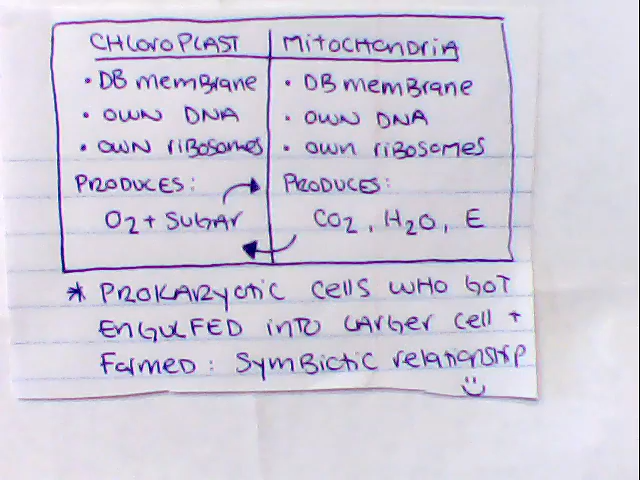 CHLOROPLAST
• DB MEMBRANE
• OWN DNA
• OWN RIBOSOMES
PRODUCES:
O2 + SUGAR
MITOCHONDRIA
• DB MEMBRANE
• OWN DNA
• OWN RIBOSOMES
PRODUCES:
CO2, H2O, E
* PROKARYOTIC CELLS WHO GOT
ENGULFED INTO LARGER CELL +
FARMED: SYMBIOTIC RELATIONSHIP